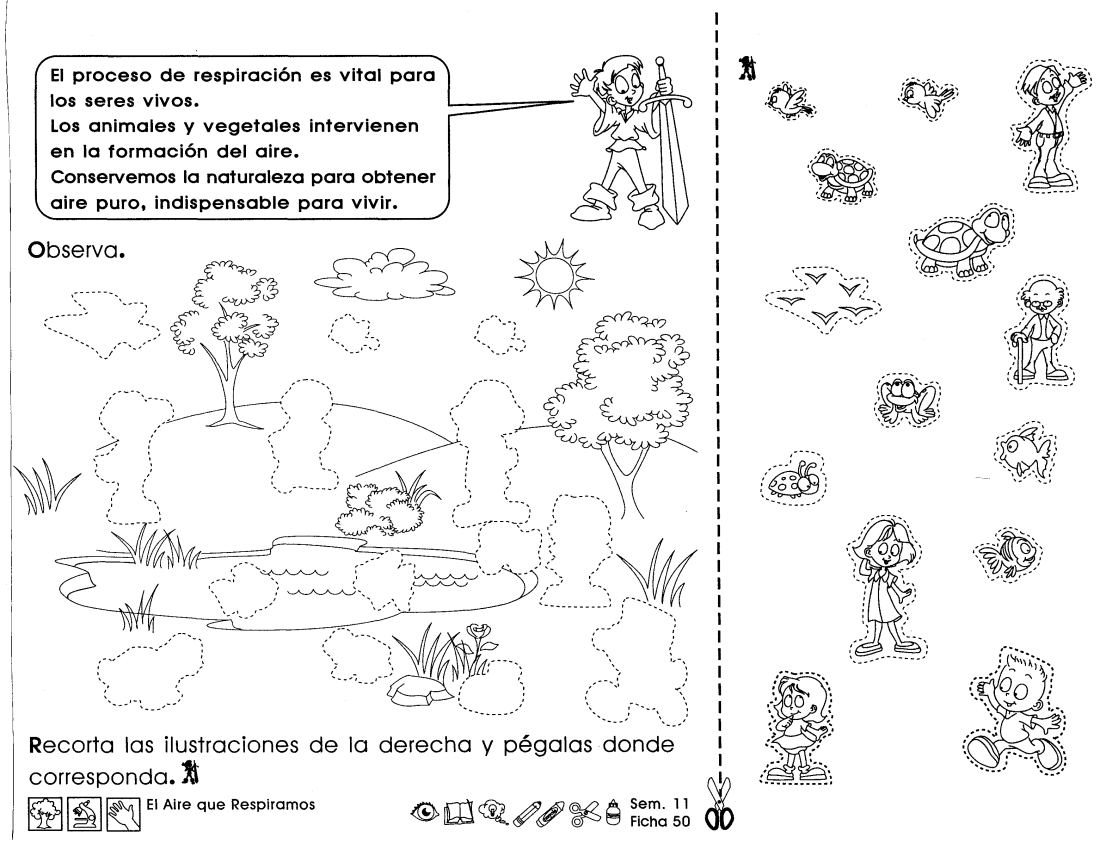 El proceso de respiración es vital para
los seres vivos.
Los animales y vegetales intervienen
en la formación del aire.
Conservemos la naturaleza para obtener
aire puro, indispensable para vivir.
Observa.
Recorta las ilustraciones de la derecha y pégalas donde
corresponda.
El Aire que Respiramos
Sem. 11
Ficha 50